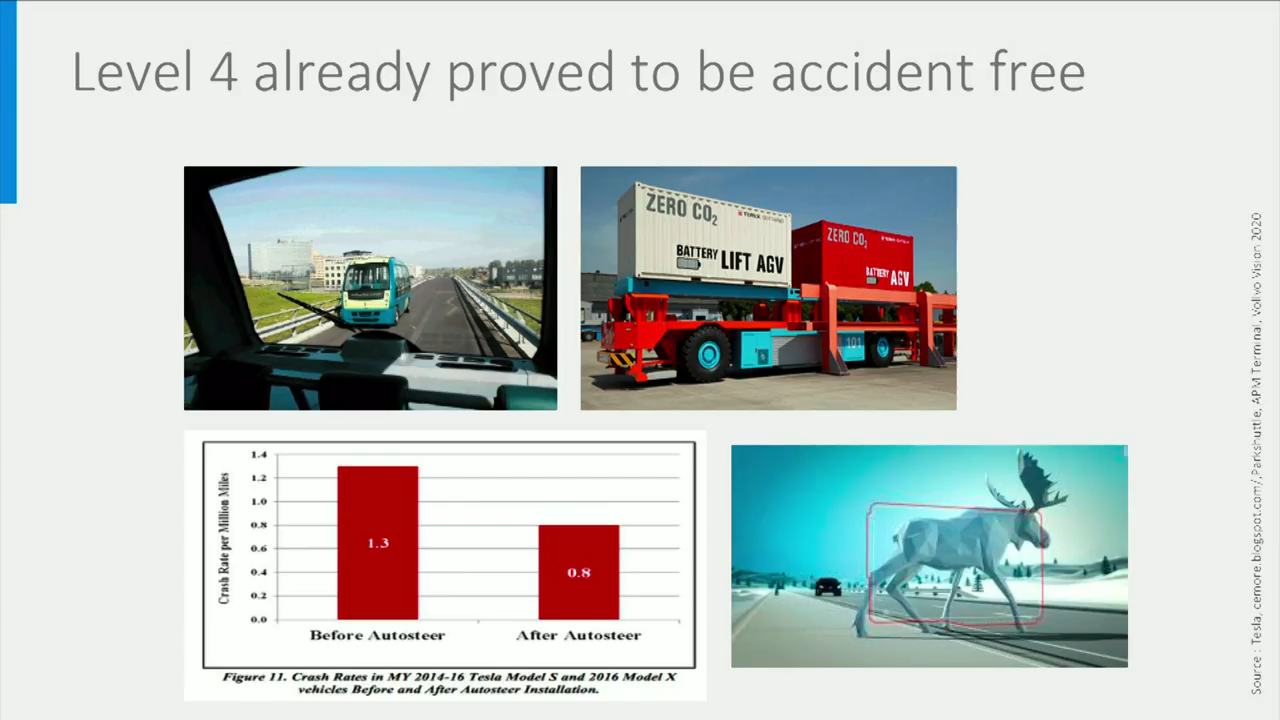 Level 4 already proved to be accident free
ZERO CO2
BATTERY LIFT AGV
ZERO CO2
BATTERY AGV
101
Crash Rate per Million Miles
1.4
1.2
1.0
0.8
0.6
0.4
0.2
0.0
1.3
0.8
Before Autosteer
After Autosteer
Figure 11. Crash Rates in MY 2014-16 Tesla Model S and 2016 Model X
vehicles Before and After Autosteer Installation.
Source : Tesla, cemore.blogspot.com/,Parkshuttle, APM Terminal, Vollvo Vision 2020